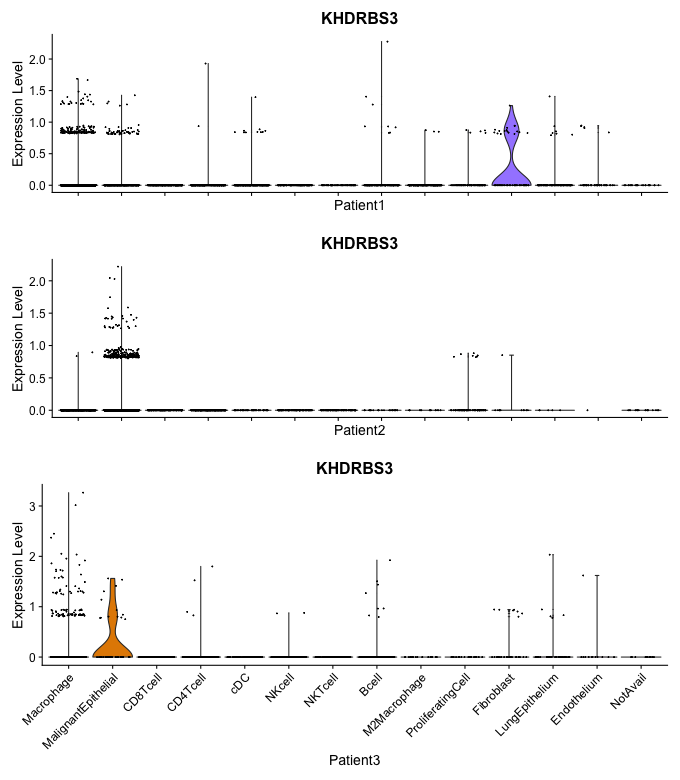 KHDRBS3
Expression Level
2.0
1.5
1.0
0.5
0.0
Patient1
KHDRBS3
Expression Level
2.0
1.5
1.0
0.5
0.0
Patient2
KHDRBS3
Expression Level
3
2
1
0
Macrophage
MalignantEpithelial
CD8Tcell
CD4Tcell
cDC
NKcell
NKTcell
Bcell
M2Macrophage
ProliferatingCell
Fibroblast
LungEpithelium
Endothelium
NotAvail
Patient3